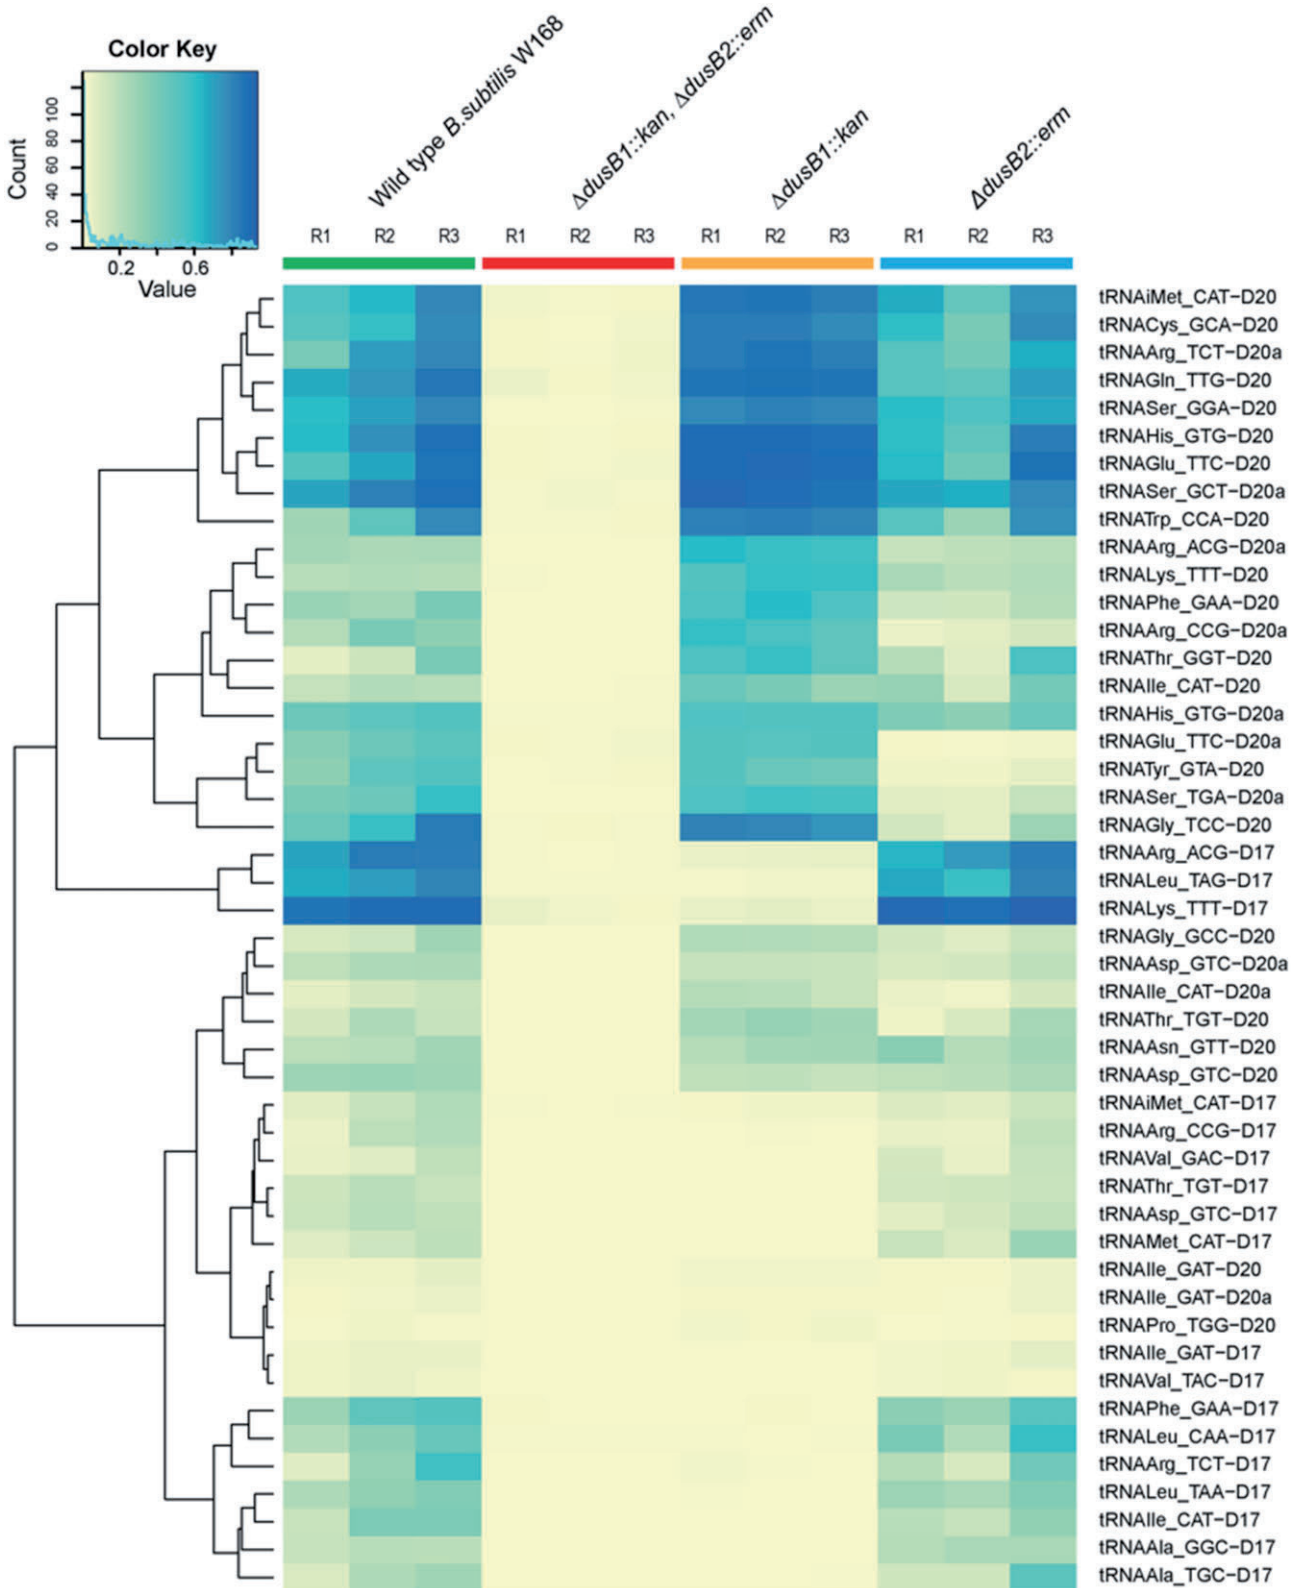 Color Key
Count
0 20 40 60 80 100
0.2 0.6
Value
Wild type B.subtilis W168
ΔdusB1::kan, ΔdusB2::erm
ΔdusB1::kan
ΔdusB2::erm
R1 R2 R3 R1 R2 R3 R1 R2 R3 R1 R2 R3
tRNAiMet_CAT−D20
tRNACys_GCA−D20
tRNAArg_TCT−D20a
tRNAGln_TTG−D20
tRNASer_GGA−D20
tRNAHis_GTG−D20
tRNAGlu_TTC−D20
tRNASer_GCT−D20a
tRNATrp_CCA−D20
tRNAArg_ACG−D20a
tRNALys_TTT−D20
tRNAPhe_GAA−D20
tRNAArg_CCG−D20a
tRNAThr_GGT−D20
tRNAIle_CAT−D20
tRNAHis_GTG−D20a
tRNAGlu_TTC−D20a
tRNATyr_GTA−D20
tRNASer_TGA−D20a
tRNAGly_TCC−D20
tRNAArg_ACG−D17
tRNALeu_TAG−D17
tRNALys_TTT−D17
tRNAGly_GCC−D20
tRNAAsp_GTC−D20a
tRNAIle_CAT−D20a
tRNAThr_TGT−D20
tRNAAsn_GTT−D20
tRNAAsp_GTC−D20
tRNAiMet_CAT−D17
tRNAArg_CCG−D17
tRNAVal_GAC−D17
tRNAThr_TGT−D17
tRNAAsp_GTC−D17
tRNAMet_CAT−D17
tRNAIle_GAT−D20
tRNAIle_GAT−D20a
tRNAPro_TGG−D20
tRNAIle_GAT−D17
tRNAVal_TAC−D17
tRNAPhe_GAA−D17
tRNALeu_CAA−D17
tRNAArg_TCT−D17
tRNALeu_TAA−D17
tRNAIle_CAT−D17
tRNAAla_GGC−D17
tRNAAla_TGC−D17